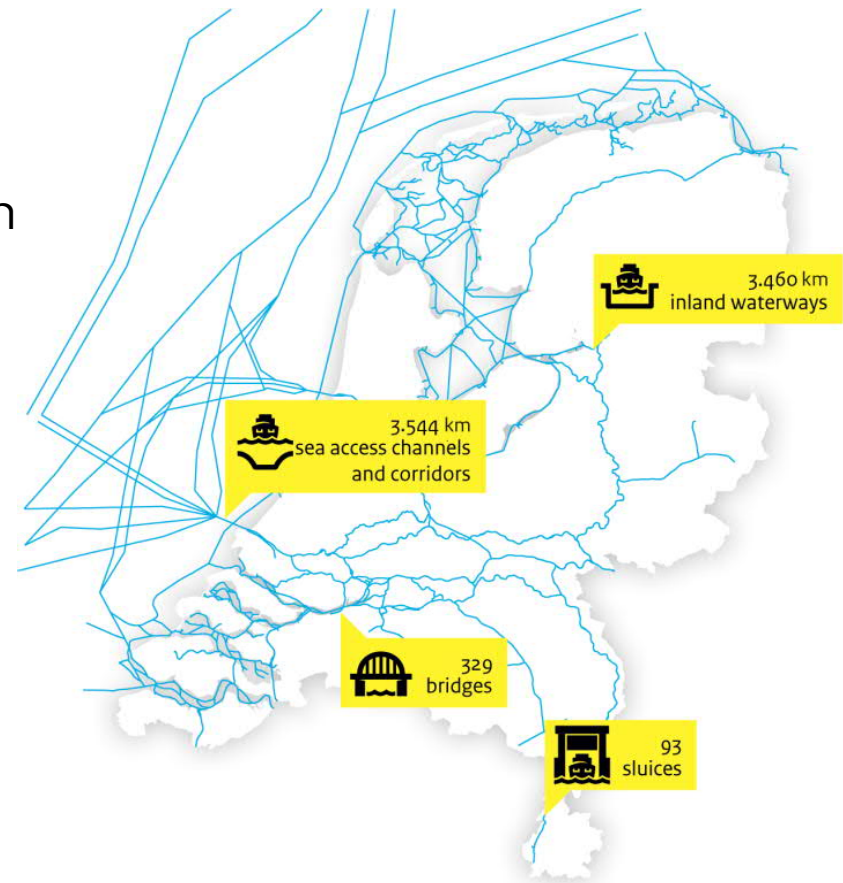 n
3.460 km
inland waterways
3.544 km
sea access channels
and corridors
329
bridges
93
sluices